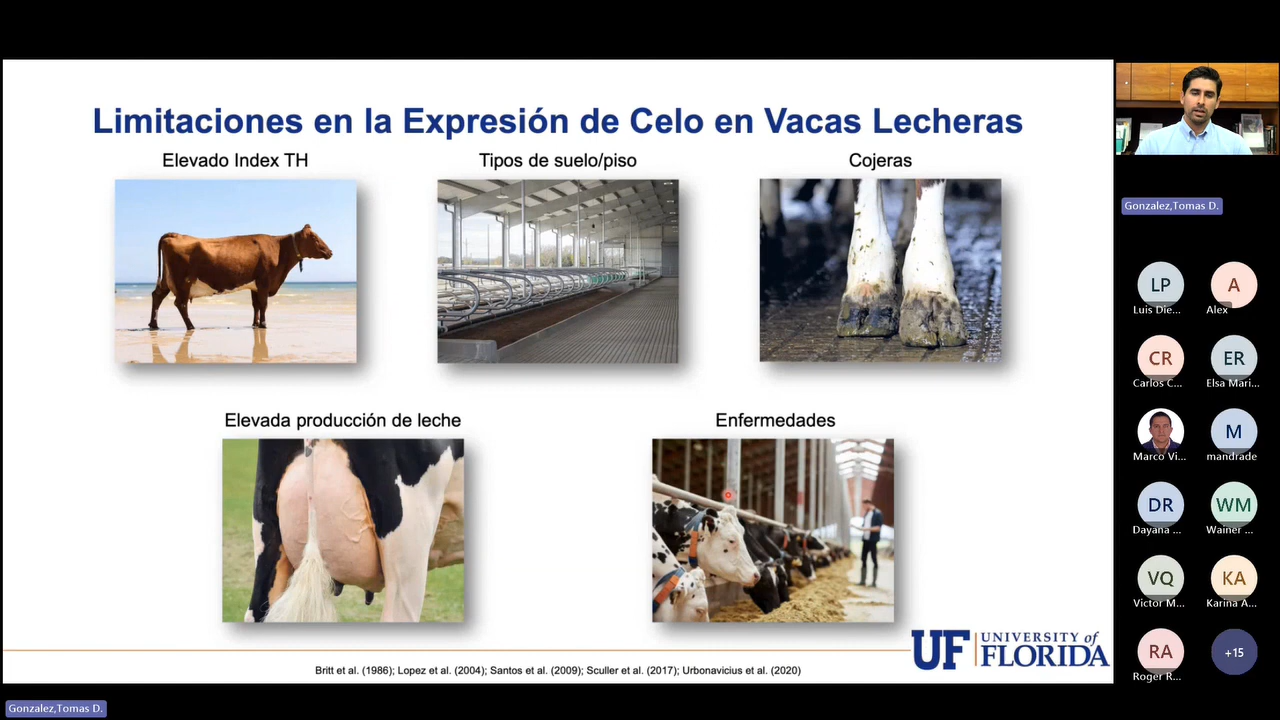 Limitaciones en la Expresión de Celo en Vacas Lecheras
Elevado Index TH
Tipos de suelo/piso
Cojeras
Elevada producción de leche
Enfermedades
UF UNIVERSITY of FLORIDA
Britt et al. (1986); Lopez et al. (2004); Santos et al. (2009); Sculler et al. (2017); Urbonavicius et al. (2020)
Gonzalez,Tomas D.
LP
Luis Die...
A
Alex
CR
Carlos C...
ER
Elsa Mari...
Marco Vi...
M
mandrade
DR
Dayana ...
WM
Wainer ...
VQ
Victor M...
KA
Karina A...
RA
Roger R...
+15
Gonzalez,Tomas D.